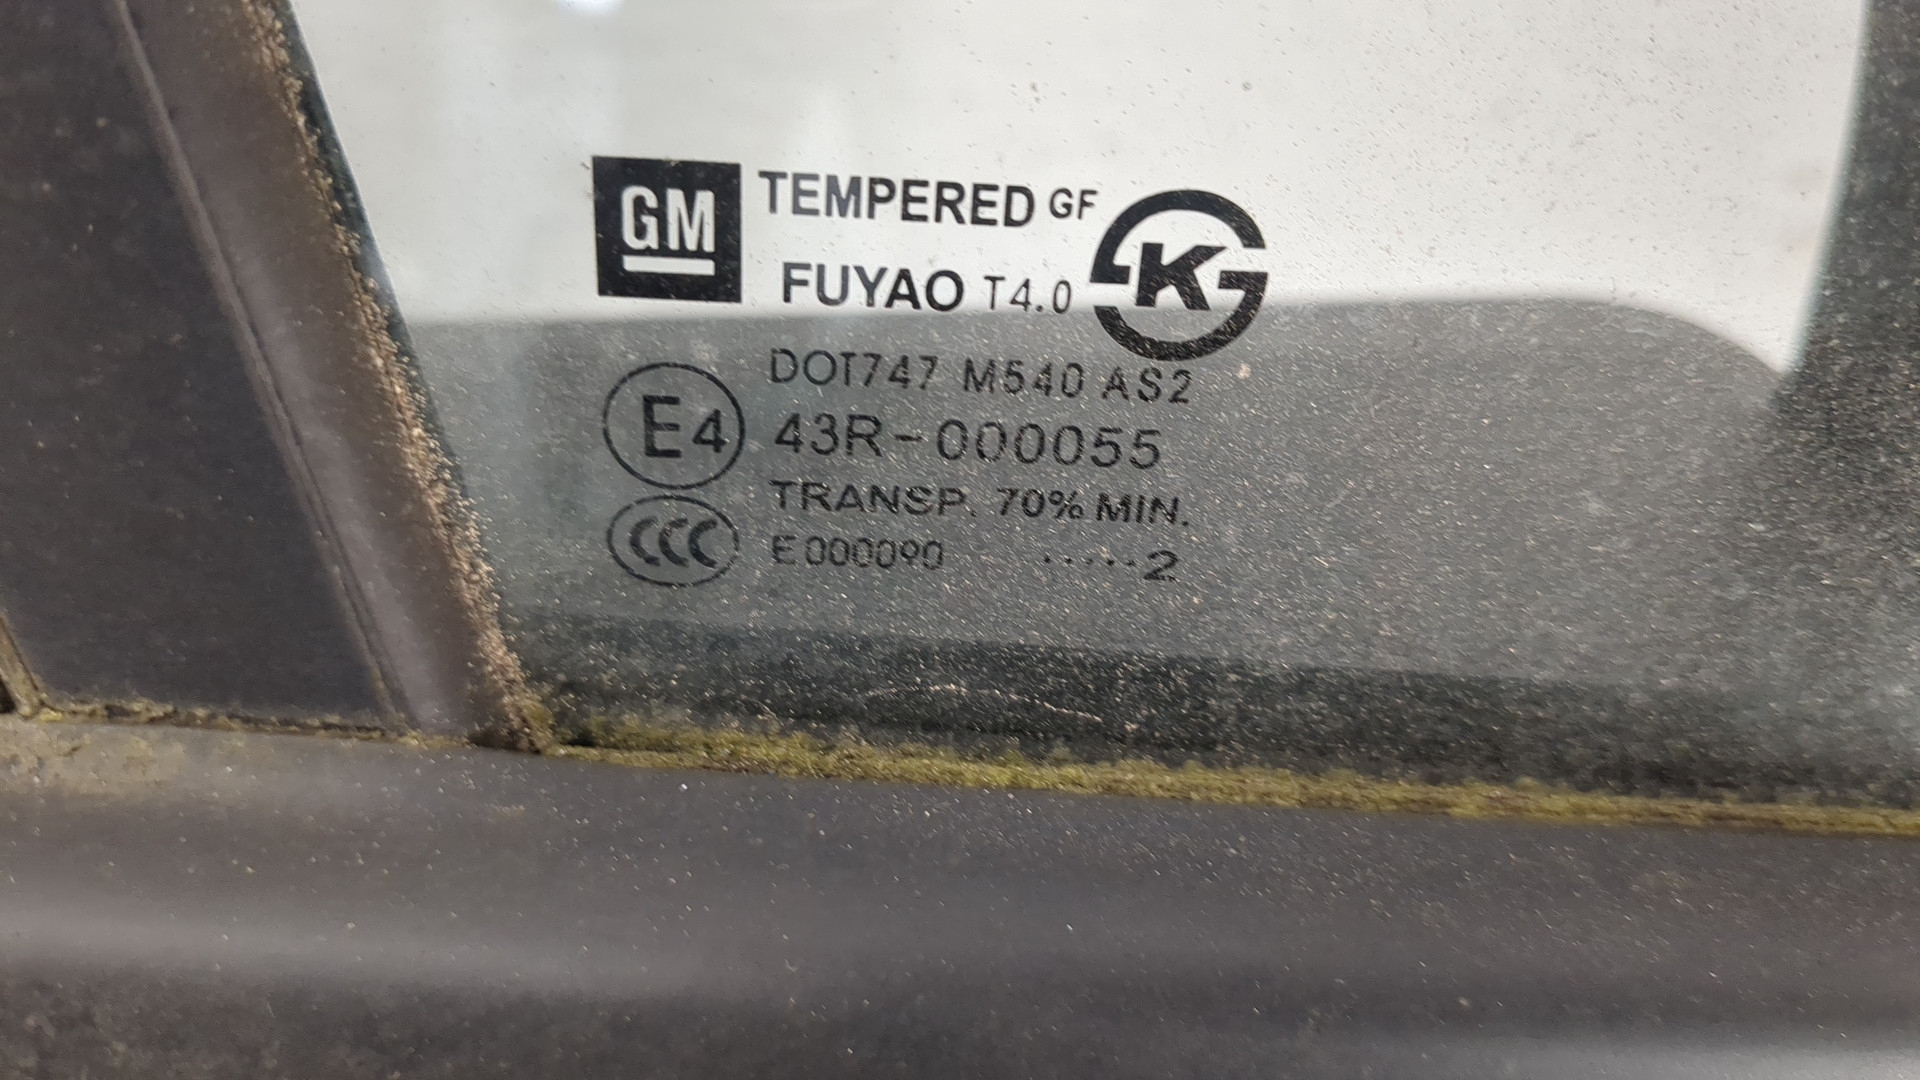 GM TEMPERED GF
FUYAO T4.0
K
DOT747 M540 AS2
E4 43R-000055
TRANSP. 70% MIN.
CCC E000090 .....2